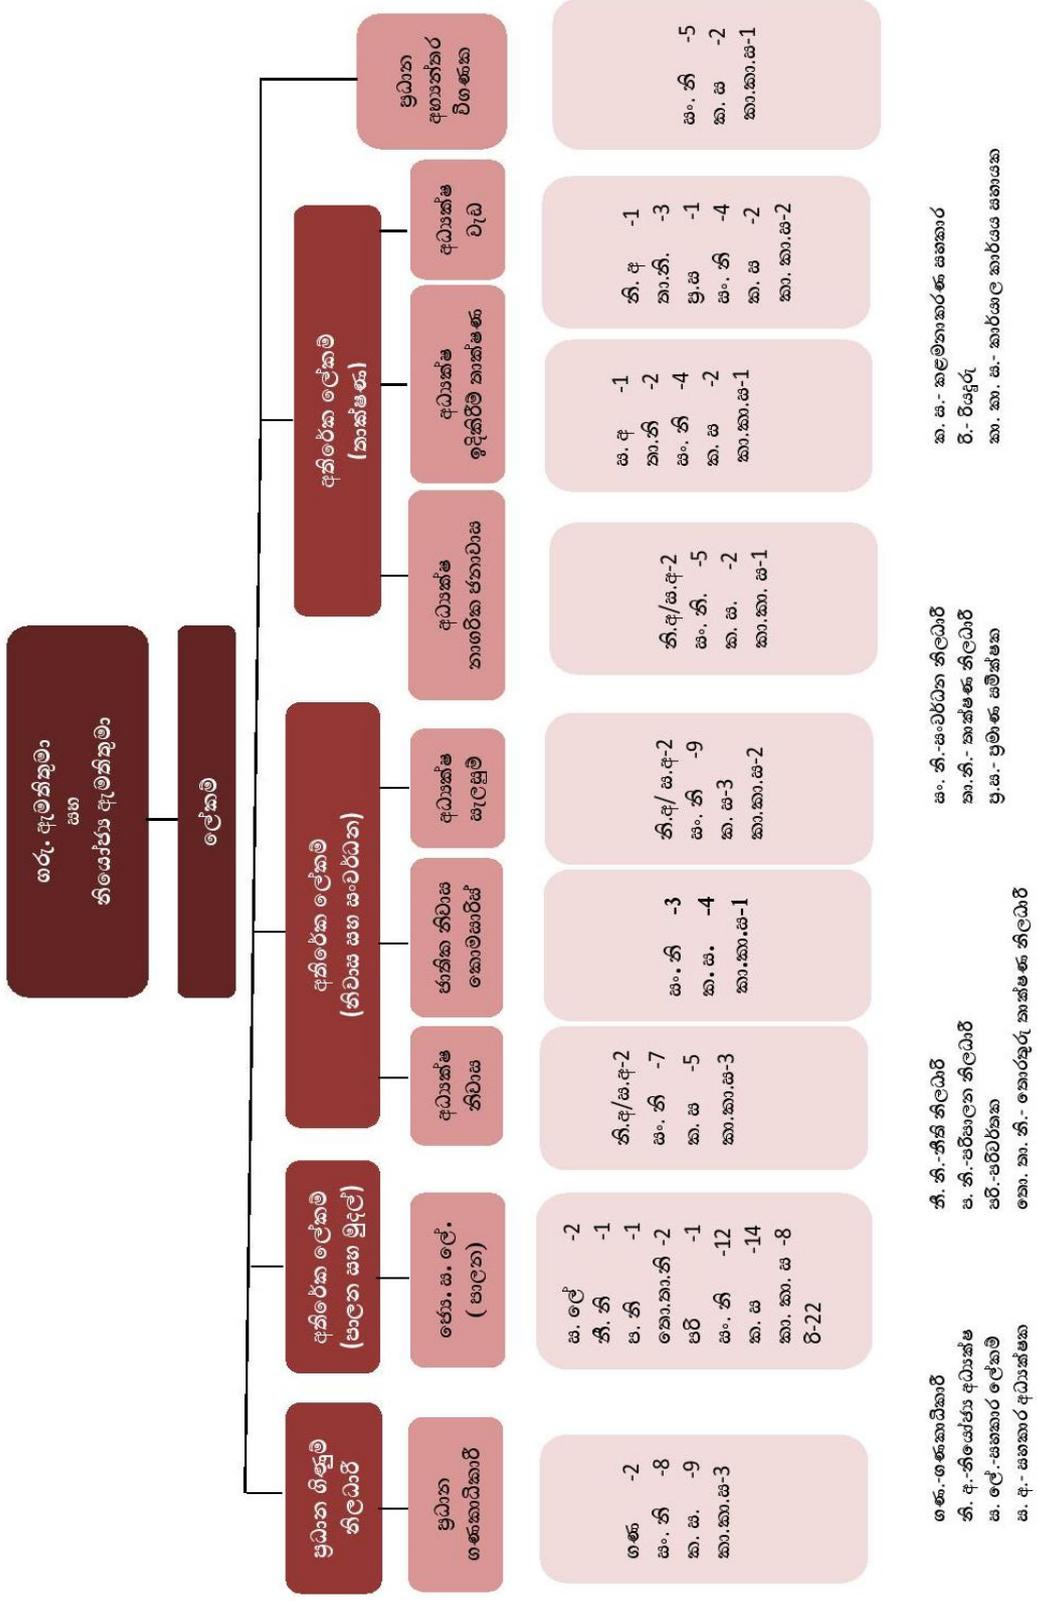 ගරු. ඇමතිතුමා
සහ
නියෝජ්‍ය ඇමතිතුමා
ලේකම්
ප්‍රධාන ගිණුම්
නිලධාරී
අතිරේක ලේකම්
(පාලන සහ මුදල්)
අතිරේක ලේකම්
(නිවාස සහ සංවර්ධන)
අතිරේක ලේකම්
(තාක්ෂණ)
ප්‍රධාන
අභ්‍යන්තර
විගණක
ප්‍රධාන
ගණකාධිකාරී
ජ්‍යෙ. ස. ලේ.
( පාලන)
අධ්‍යක්ෂ
නිවාස
ජාතික නිවාස
කොමසාරිස්
අධ්‍යක්ෂ
සැලසුම්
අධ්‍යක්ෂ
නාගරික ජනාවාස
අධ්‍යක්ෂ
ඉදිකිරීම් තාක්ෂණ
අධ්‍යක්ෂ
වැඩ
ගණ -2
සං. නි -8
ක. ස. -9
කා.කා.ස-3
ස. ලේ -2
නී. නි -1
ප. නි -1
තො.තා.නි -2
පරි -1
සං. නි -12
ක. ස -14
කා. කා. ස -8
රි-22
නි.අ/ස.අ-2
සං. නි -7
ක. ස -5
කා.කා.ස-3
සං. නි -3
ක. ස. -4
කා.කා.ස-1
නි.අ/ ස.අ-2
සං. නි -9
ක. ස-3
කා.කා.ස-2
නි.අ/ස.අ-2
සං. නි. -5
ක. ස. -2
කා.කා. ස-1
ස. අ -1
තා.නි -2
සං. නි -4
ක. ස -2
කා.කා.ස-1
නි. අ -1
තා.නි. -3
ප්‍ර.ස -1
සං. නි -4
ක. ස -2
කා. කා.ස-2
සං. නි -5
ක. ස -2
කා.කා.ස-1
ගණ.-ගණකාධිකාරී
නි. අ.-නියෝජ්‍ය අධ්‍යක්ෂ
ස. ලේ.-සහකාර ලේකම්
ස. අ.- සහකාර අධ්‍යක්ෂක
නී. නි.-නීති නිලධාරී
ප. නි.-පරිපාලන නිලධාරී
පරි.-පරිවර්තක
තො. තා. නි.- තොරතුරු තාක්ෂණ නිලධාරී
සං. නි.-සංවර්ධන නිලධාරී
තා.නි.- තාක්ෂණ නිලධාරී
ප්‍ර.ස.- ප්‍රමාණ සමීක්ෂක
ක. ස.- කළමනාකරණ සහකාර
රි.- රියදුරු
කා. කා. ස.- කාර්යාල කාර්යය සහායක